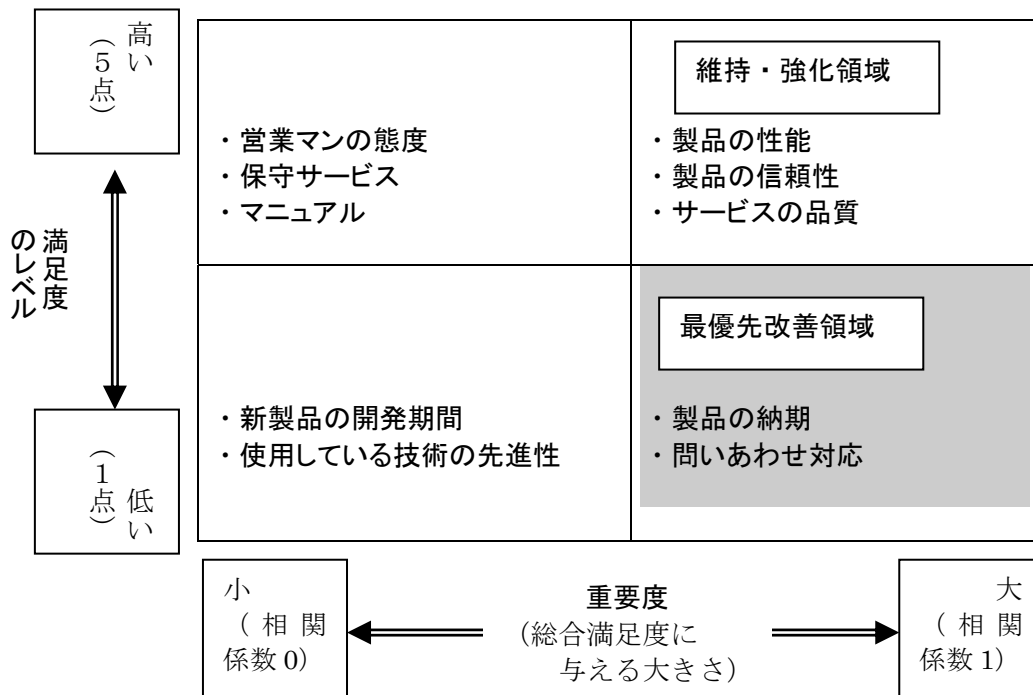 高い
（5点）
維持・強化領域
・営業マンの態度
・保守サービス
・マニュアル
・製品の性能
・製品の信頼性
・サービスの品質
満足度
のレベル
最優先改善領域
・新製品の開発期間
・使用している技術の先進性
・製品の納期
・問いあわせ対応
低い
（1点）
小
（相関
係数0）
重要度
（総合満足度に
与える大きさ）
大
（相関
係数1）